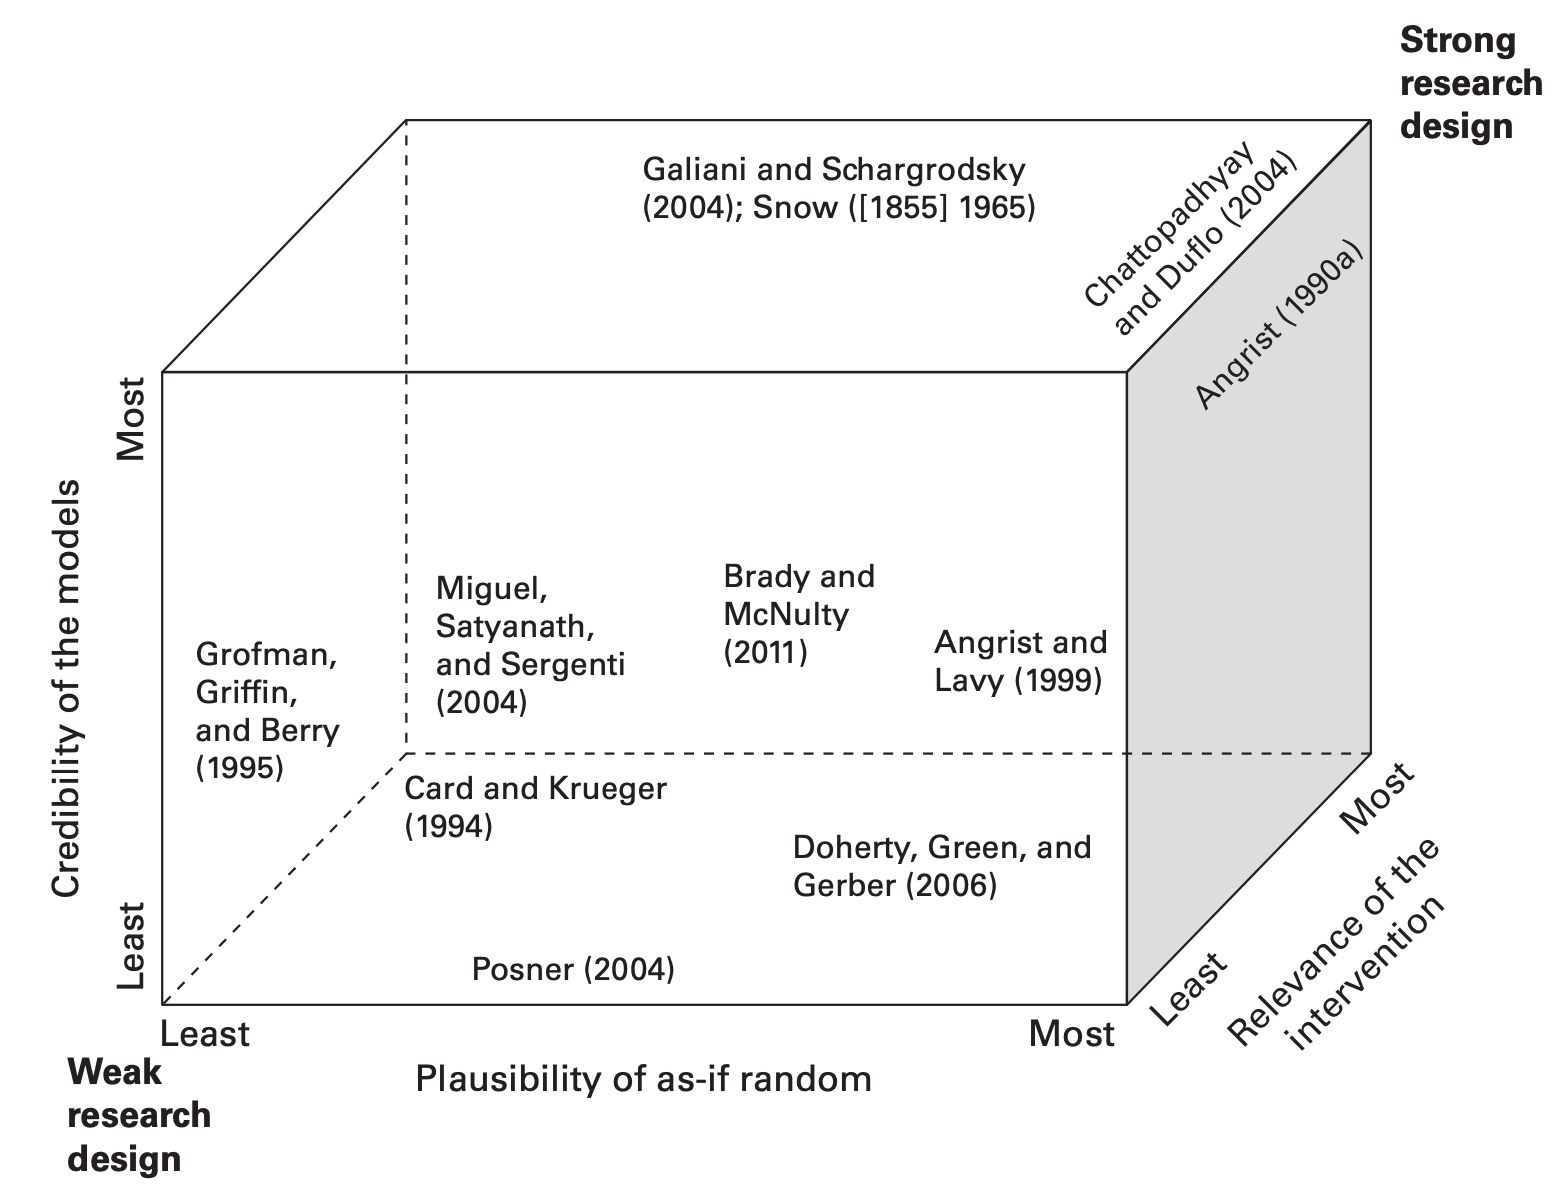 Strong
research
design
Galiani and Schargrodsky
(2004); Snow ([1855] 1965)
Chattopadhyay
and Duflo (2004)
Angrist (1990a)
Most
Credibility of the models
Least
Miguel,
Satyanath,
and Sergenti
(2004)
Brady and
McNulty
(2011)
Angrist and
Lavy (1999)
Grofman,
Griffin,
and Berry
(1995)
Card and Krueger
(1994)
Doherty, Green, and
Gerber (2006)
Posner (2004)
Most
Relevance of the
intervention
Least
Least
Most
Plausibility of as-if random
Weak
research
design